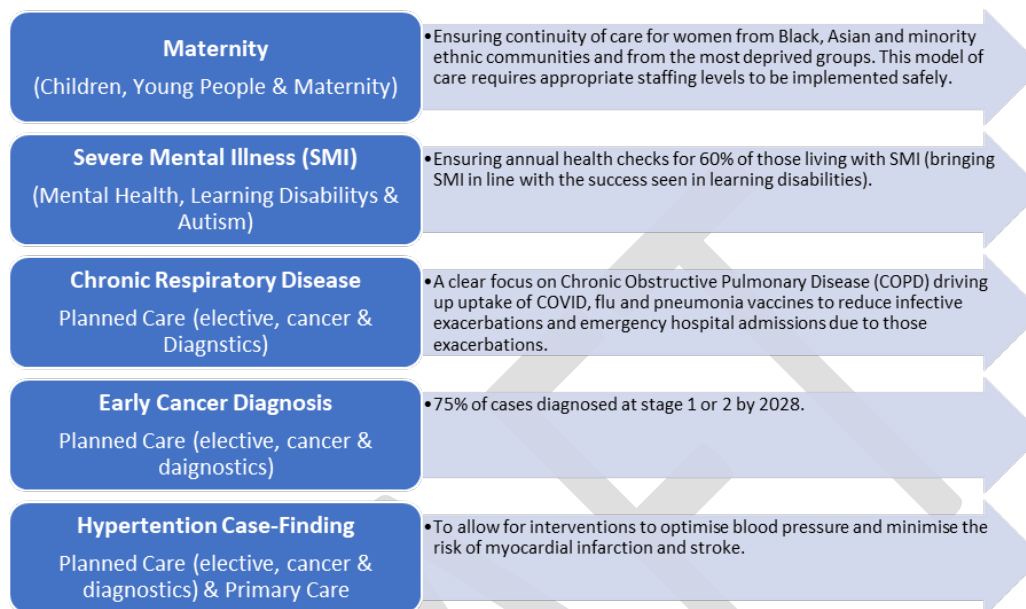 Maternity
(Children, Young People & Maternity)
•Ensuring continuity of care for women from Black, Asian and minority
ethnic communities and from the most deprived groups. This model of
care requires appropriate staffing levels to be implemented safely.
Severe Mental Illness (SMI)
(Mental Health, Learning Disabilitys &
Autism)
•Ensuring annual health checks for 60% of those living with SMI (bringing
SMI in line with the success seen in learning disabilities).
Chronic Respiratory Disease
Planned Care (elective, cancer &
Diagnstics)
•A clear focus on Chronic Obstructive Pulmonary Disease (COPD) driving
up uptake of COVID, flu and pneumonia vaccines to reduce infective
exacerbations and emergency hospital admissions due to those
exacerbations.
Early Cancer Diagnosis
Planned Care (elective, cancer &
daignostics)
•75% of cases diagnosed at stage 1 or 2 by 2028.
Hypertention Case-Finding
Planned Care (elective, cancer &
diagnostics) & Primary Care
•To allow for interventions to optimise blood pressure and minimise the
risk of myocardial infarction and stroke.